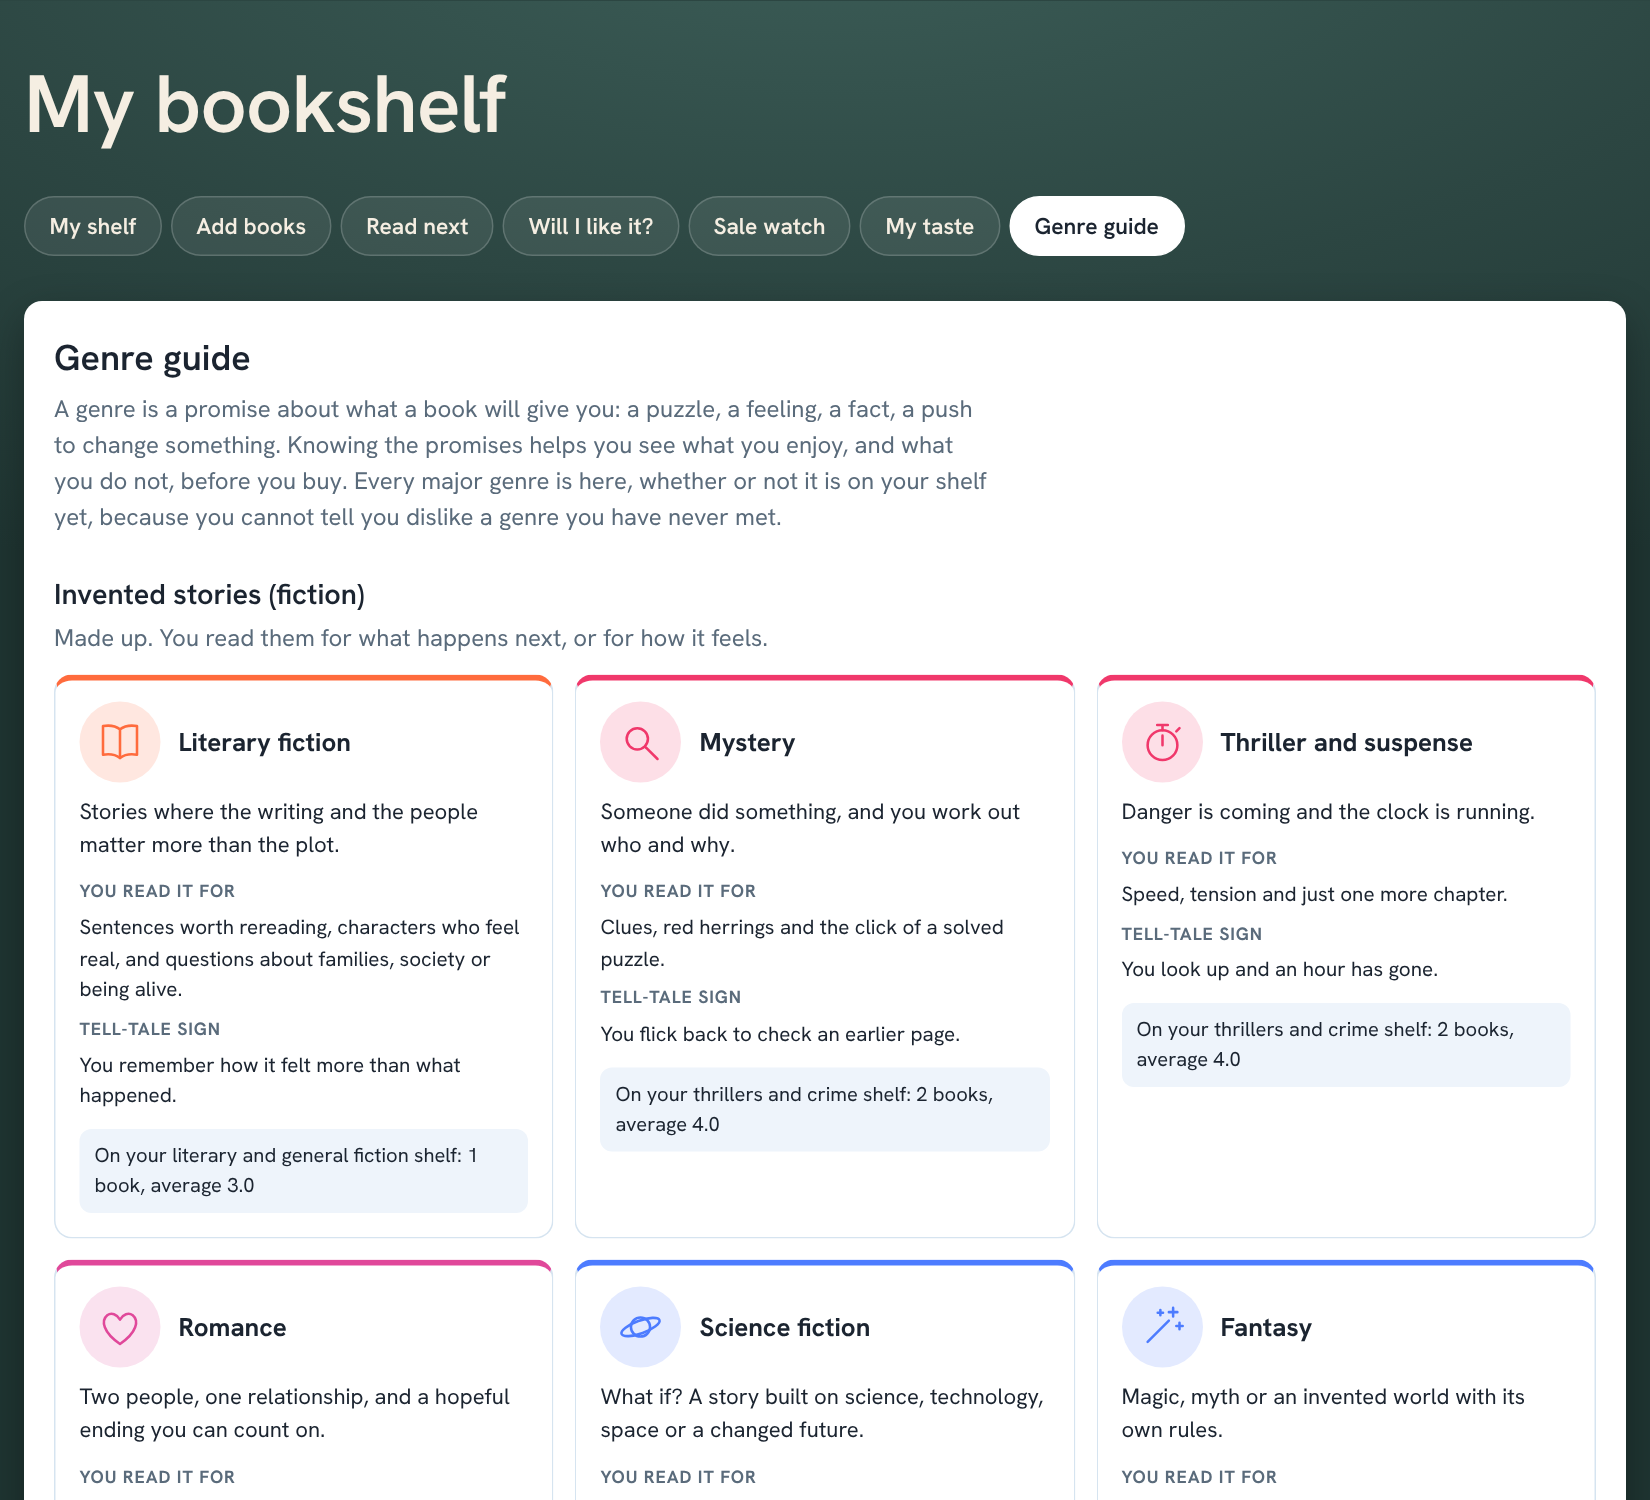 My bookshelf
My shelf
Add books
Read next
Will I like it?
Sale watch
My taste
Genre guide
Genre guide
A genre is a promise about what a book will give you: a puzzle, a feeling, a fact, a push
to change something. Knowing the promises helps you see what you enjoy, and what
you do not, before you buy. Every major genre is here, whether or not it is on your shelf
yet, because you cannot tell you dislike a genre you have never met.
Invented stories (fiction)
Made up. You read them for what happens next, or for how it feels.
Literary fiction
Stories where the writing and the people
matter more than the plot.
YOU READ IT FOR
Sentences worth rereading, characters who feel
real, and questions about families, society or
being alive.
TELL-TALE SIGN
You remember how it felt more than what
happened.
On your literary and general fiction shelf: 1
book, average 3.0
Mystery
Someone did something, and you work out
who and why.
YOU READ IT FOR
Clues, red herrings and the click of a solved
puzzle.
TELL-TALE SIGN
You flick back to check an earlier page.
On your thrillers and crime shelf: 2 books,
average 4.0
Thriller and suspense
Danger is coming and the clock is running.
YOU READ IT FOR
Speed, tension and just one more chapter.
TELL-TALE SIGN
You look up and an hour has gone.
On your thrillers and crime shelf: 2 books,
average 4.0
Romance
Two people, one relationship, and a hopeful
ending you can count on.
YOU READ IT FOR
Science fiction
What if? A story built on science, technology,
space or a changed future.
YOU READ IT FOR
Fantasy
Magic, myth or an invented world with its
own rules.
YOU READ IT FOR